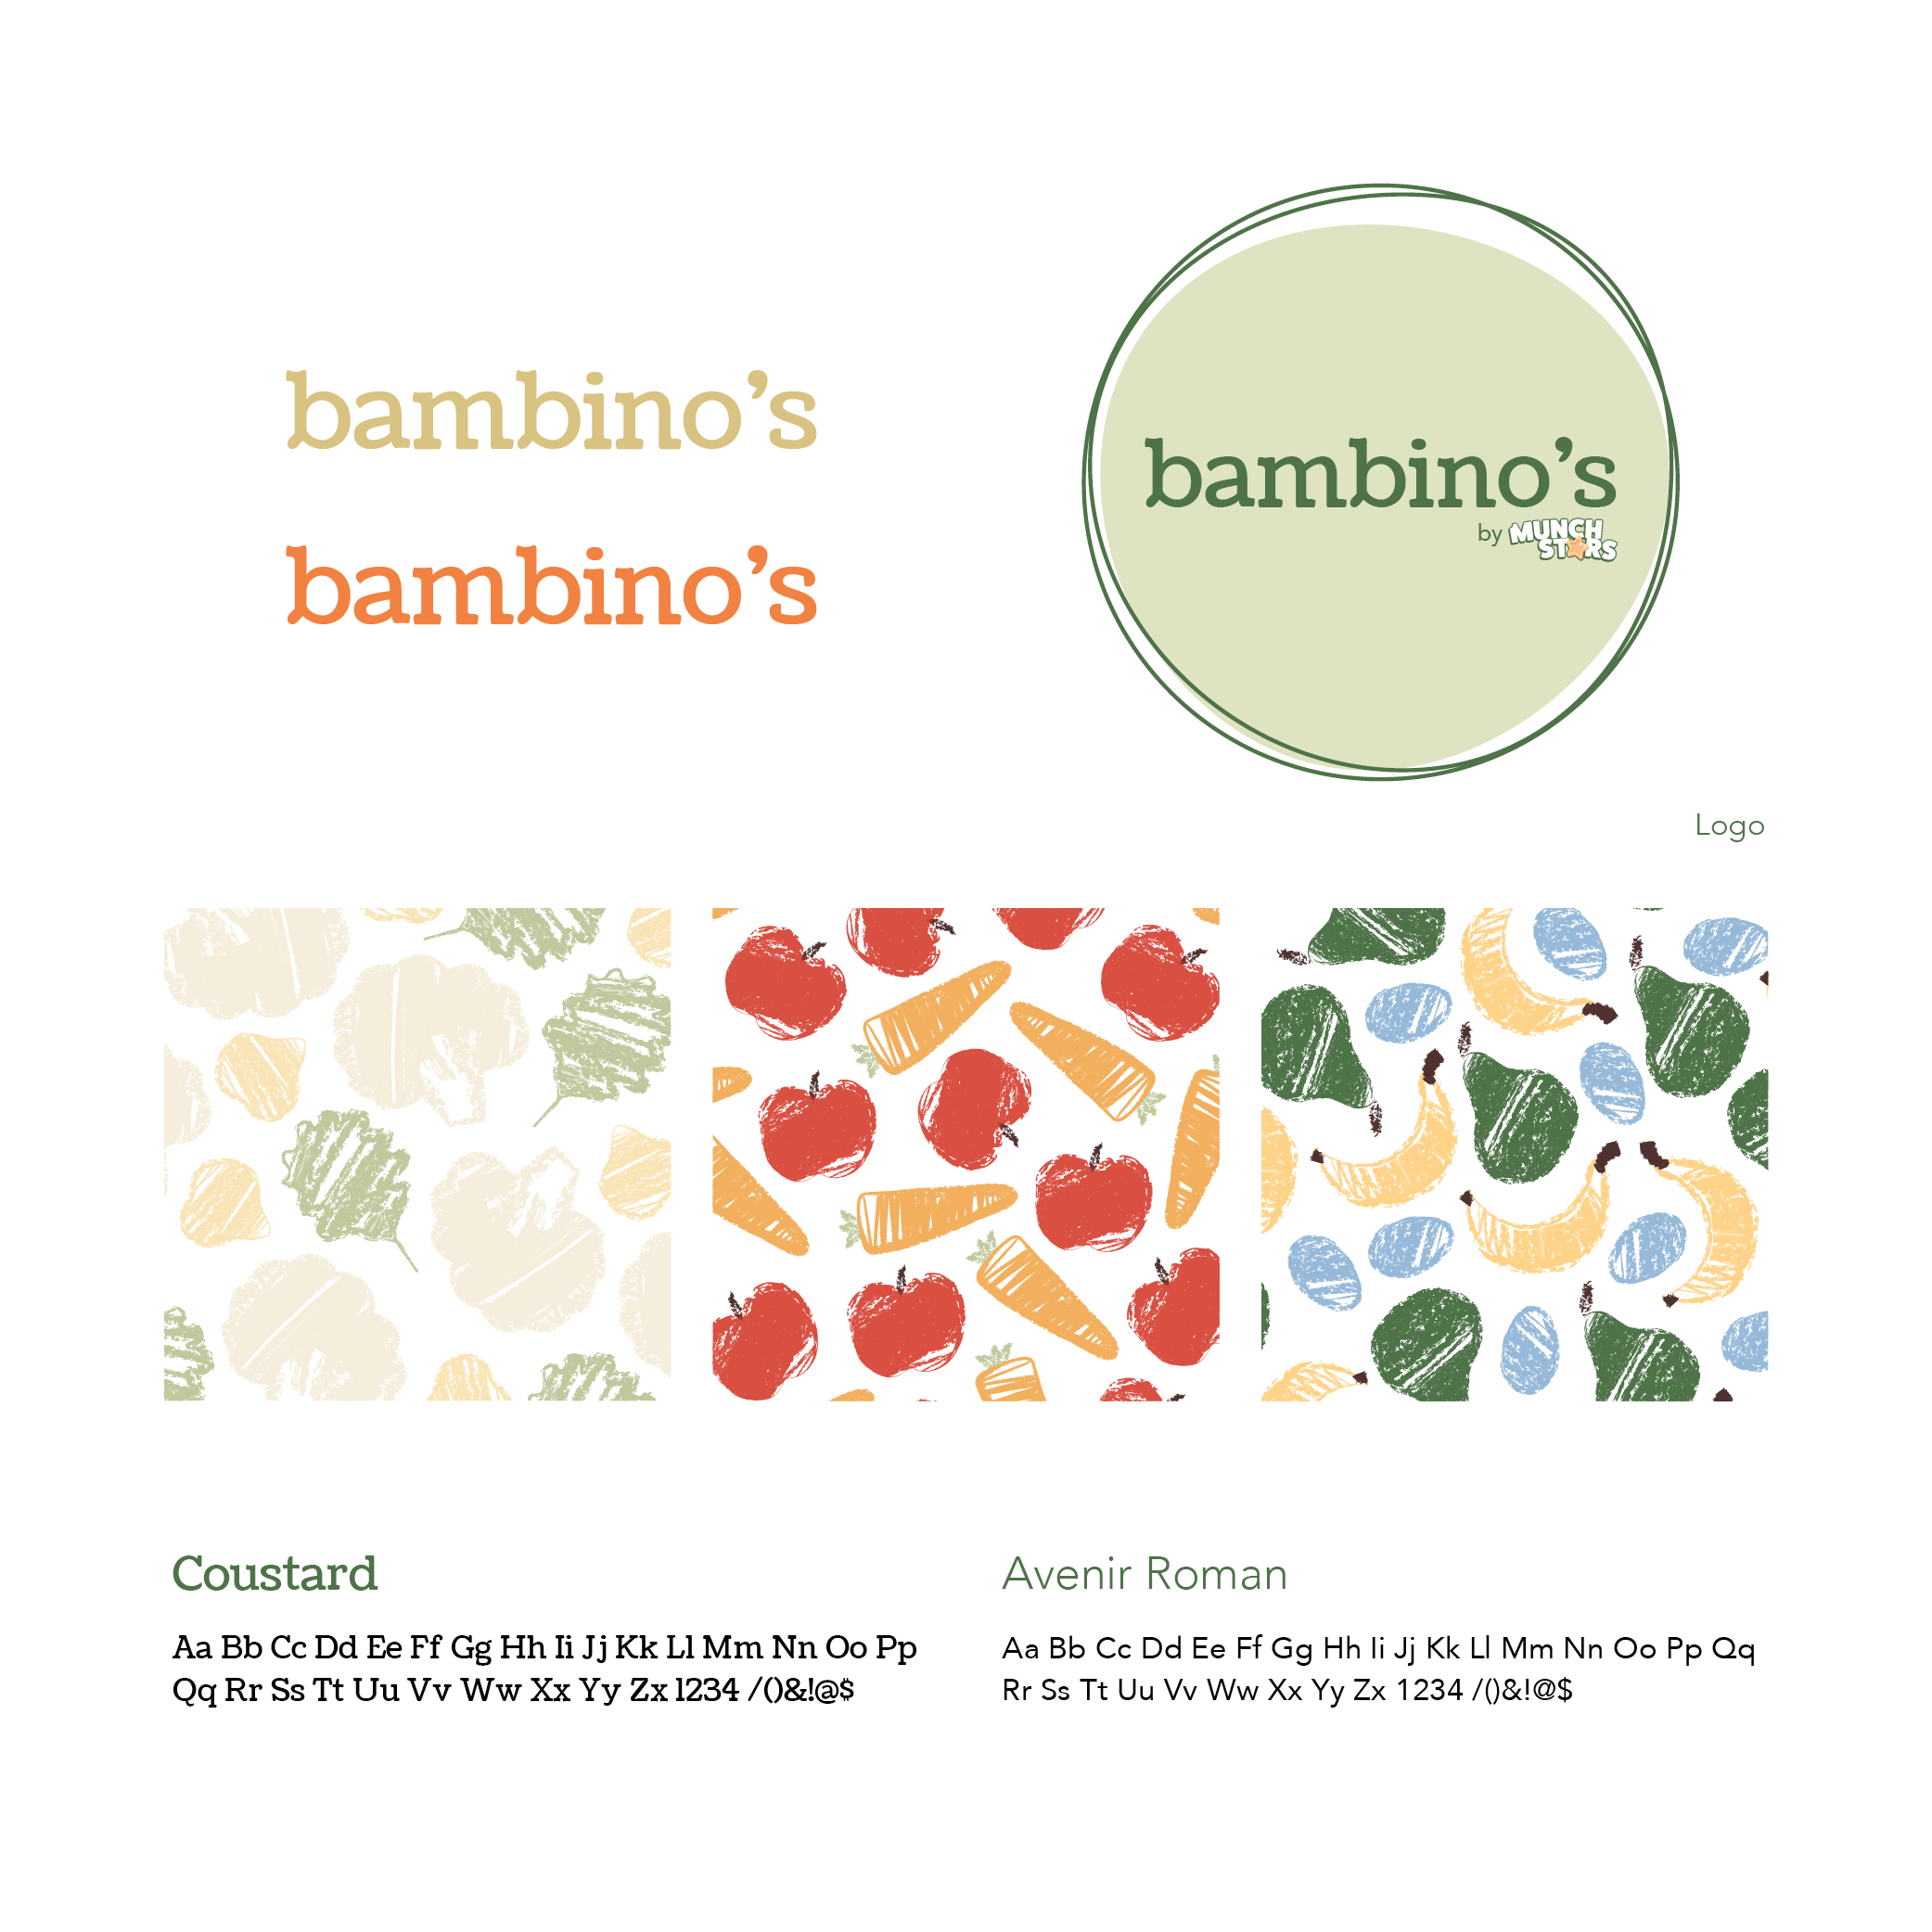 bambino’s
bambino’s
bambino’s
by MUNCH
STARS
Logo
Coustard
Aa Bb Cc Dd Ee Ff Gg Hh Ii Jj Kk Ll Mm Nn Oo Pp
Qq Rr Ss Tt Uu Vv Ww Xx Yy Zx 1234 /()&!@$
Avenir Roman
Aa Bb Cc Dd Ee Ff Gg Hh Ii Jj Kk Ll Mm Nn Oo Pp Qq
Rr Ss Tt Uu Vv Ww Xx Yy Zx 1234 /()&!@$